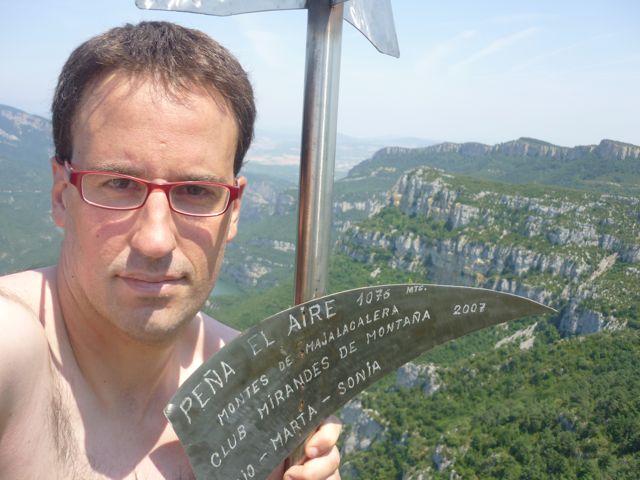 PEÑA EL AiRE 1076 MTS.
MONTES DE MAJALACALERA 2007
CLUB MIRANDES DE MONTAÑA
- MARTA - SONiA